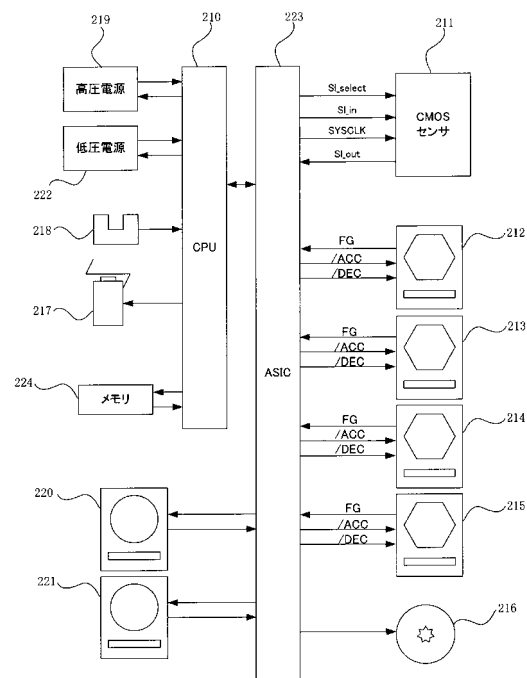 219
210
223
211
高圧電源
SI_select
CMOS
センサ
SI_in
SYSCLK
SI_out
低圧電源
222
218
CPU
FG
/ACC
/DEC
212
217
FG
/ACC
/DEC
213
ASIC
224
メモリ
FG
/ACC
/DEC
214
220
FG
/ACC
/DEC
215
221
216